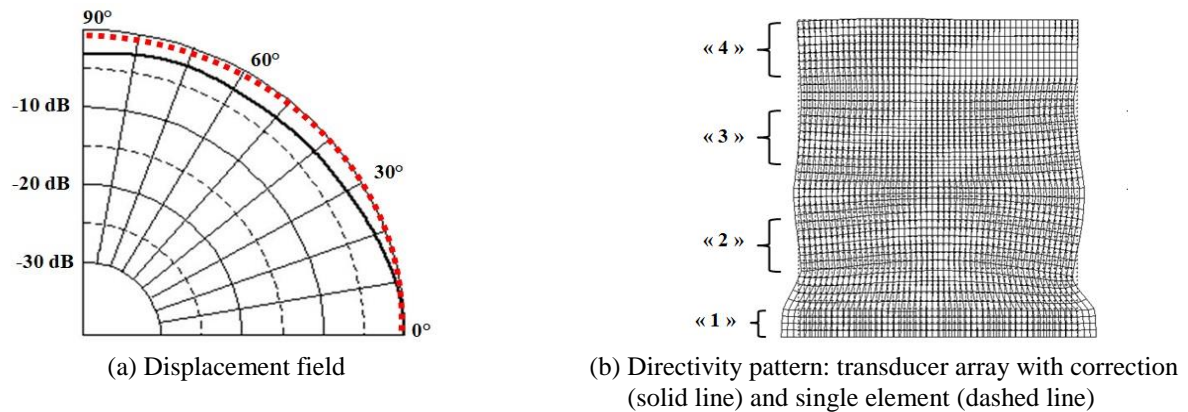 90°
60°
30°
0°
-10 dB
-20 dB
-30 dB
(a) Displacement field
« 4 »
« 3 »
« 2 »
« 1 »
(b) Directivity pattern: transducer array with correction
(solid line) and single element (dashed line)